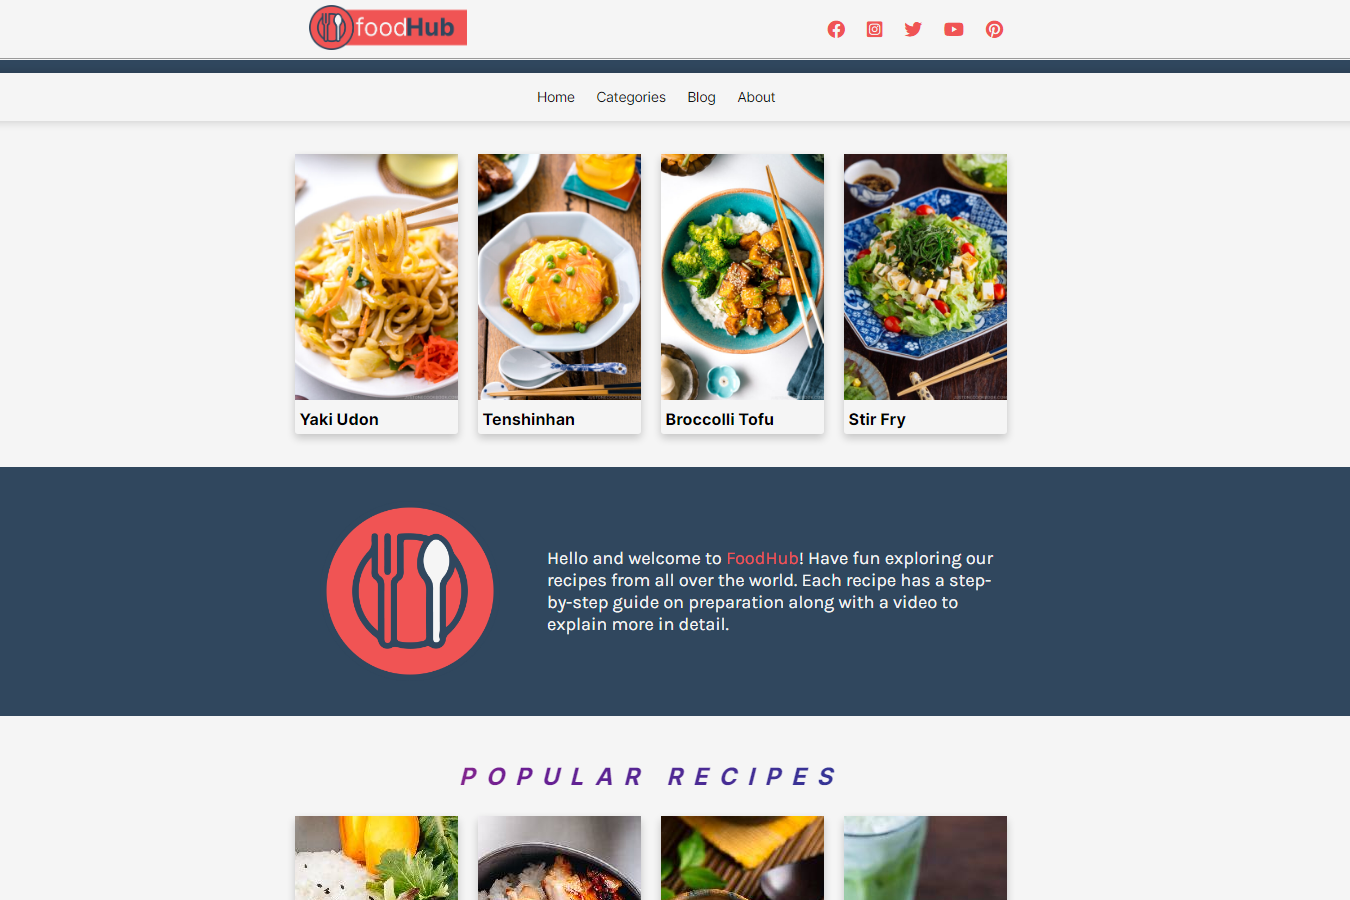 foodHub
Home Categories Blog About
Yaki Udon
Tenshinhan
Broccolli Tofu
Stir Fry
Hello and welcome to FoodHub! Have fun exploring our
recipes from all over the world. Each recipe has a step-
by-step guide on preparation along with a video to
explain more in detail.
POPULAR RECIPES